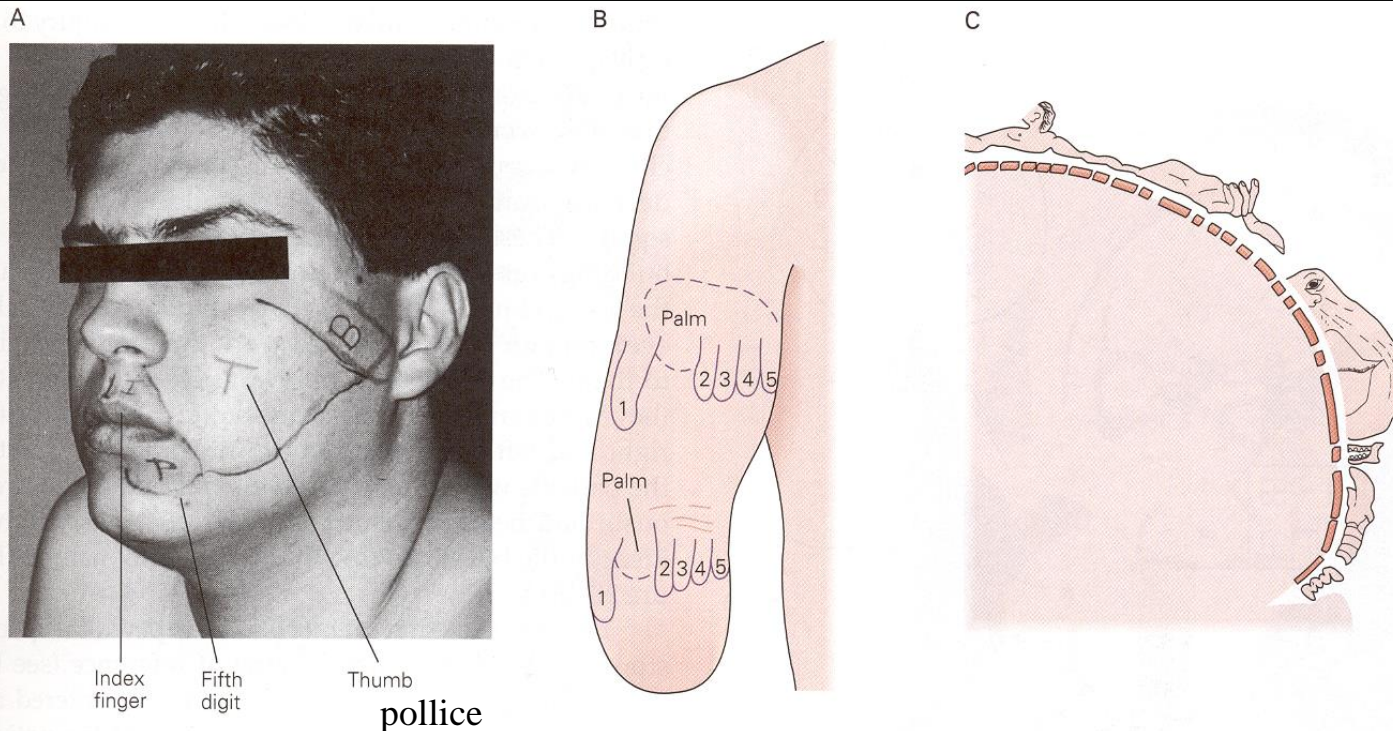 A
B
C
B
T
I
P
Index
finger
Fifth
digit
Thumb
pollice
Palm
1
2 3 4 5
Palm
1
2 3 4 5